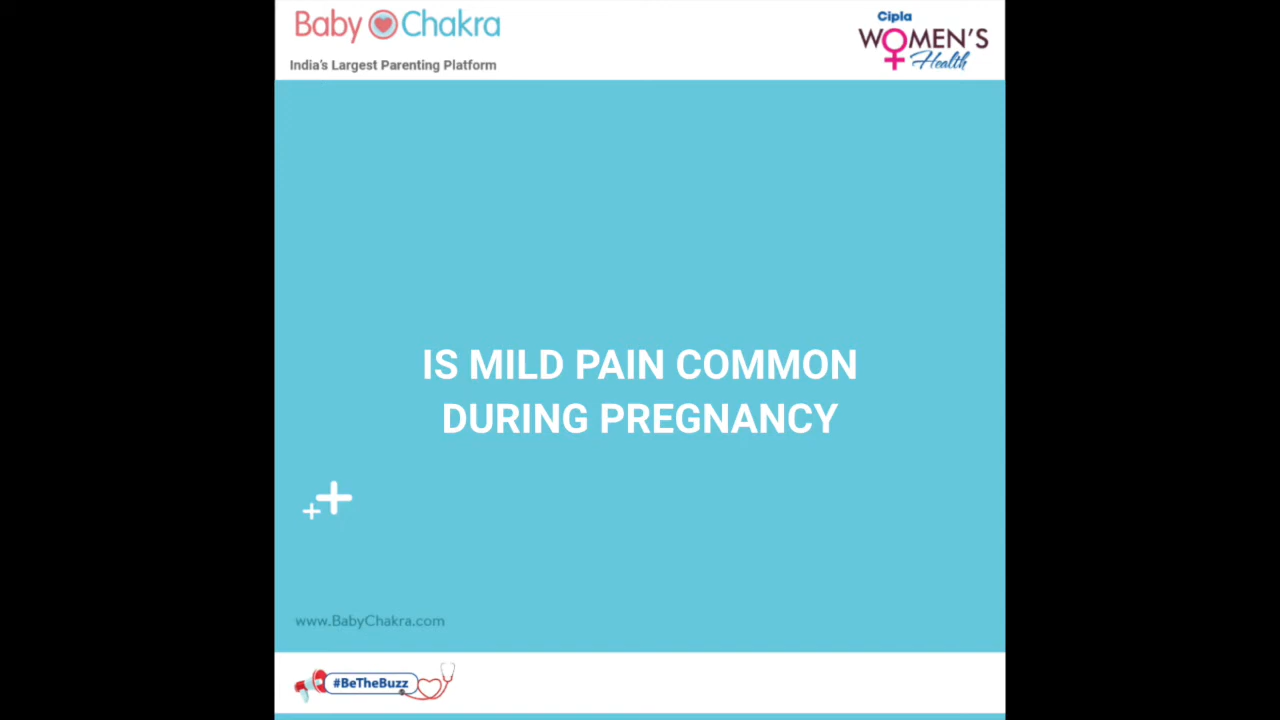 Baby Chakra
India's Largest Parenting Platform
Cipla
WOMEN'S
Health
IS MILD PAIN COMMON
DURING PREGNANCY
www.BabyChakra.com
#BeTheBuzz